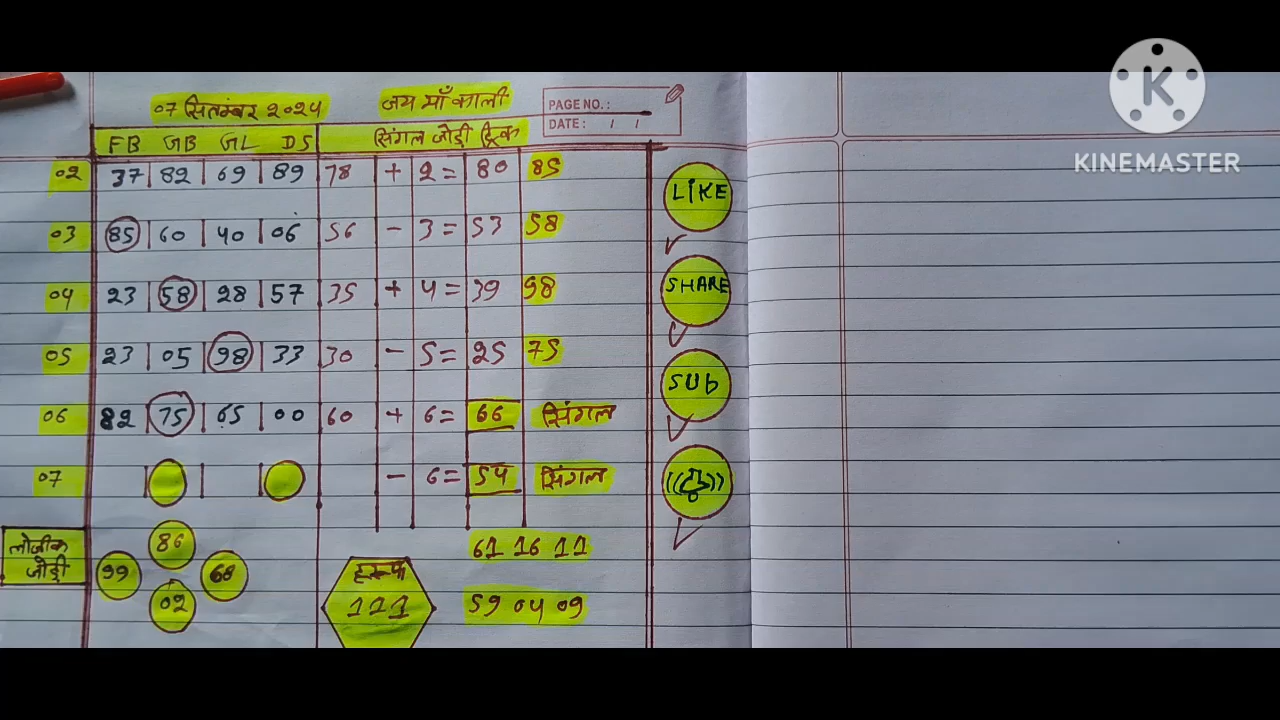 KINEMASTER
07 सितम्बर 2024 जय माँ काली PAGE NO.:
DATE: / /
FB GB GL DS सिंगल जोड़ी ट्रिक
02 37 82 69 89 78 + 2 = 80 85 LIKE
03 85 60 40 06 56 - 3 = 53 58
04 23 58 28 57 35 + 4 = 39 98 SHARE
05 23 05 98 33 30 - 5 = 25 75 SUb
06 82 75 65 00 60 + 6 = 66 सिंगल
07 - 6 = 54 सिंगल
लोजीक जोड़ी 86 61 16 11
99 68 हरूफ
02 111 59 04 09